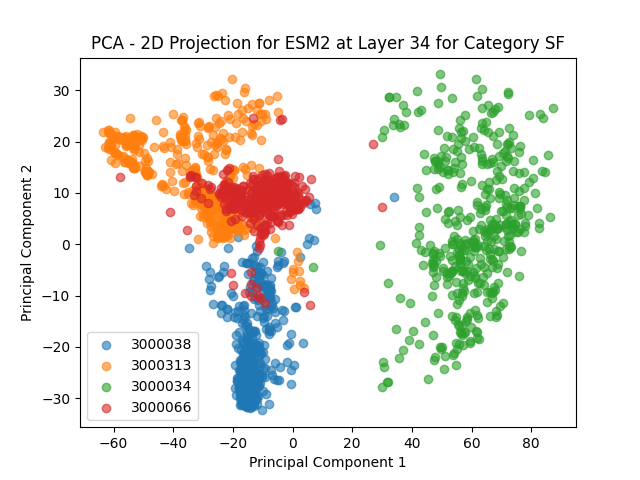 PCA - 2D Projection for ESM2 at Layer 34 for Category SF
Principal Component 2
30
20
10
0
−10
−20
−30
3000038
3000313
3000034
3000066
−60 −40 −20 0 20 40 60 80
Principal Component 1